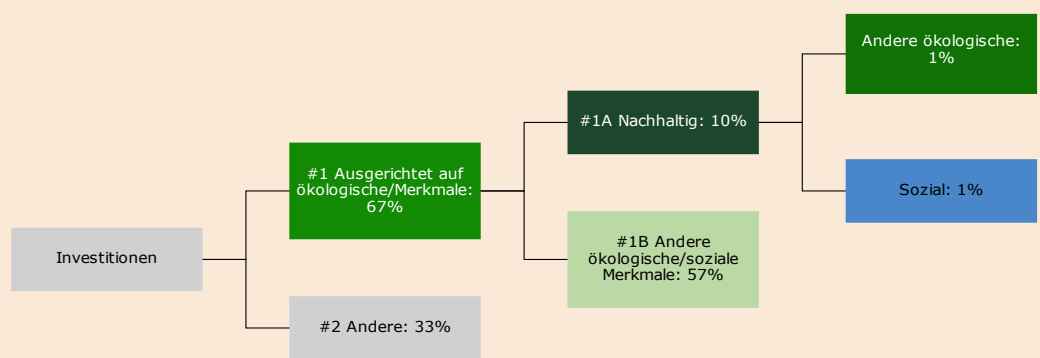 Andere ökologische:
1%
#1A Nachhaltig: 10%
#1 Ausgerichtet auf
ökologische/Merkmale:
67%
Sozial: 1%
#1B Andere
ökologische/soziale
Merkmale: 57%
Investitionen
#2 Andere: 33%